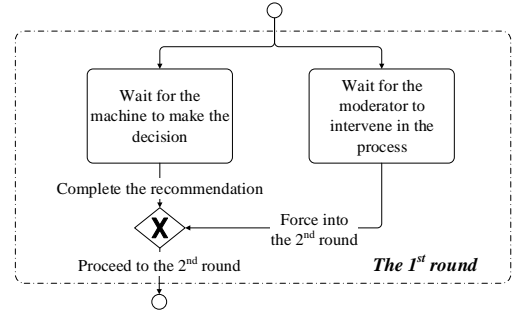 Wait for the
machine to make the
decision
Wait for the
moderator to
intervene in the
process
Complete the recommendation
X
Force into
the 2nd round
Proceed to the 2nd round
The 1st round